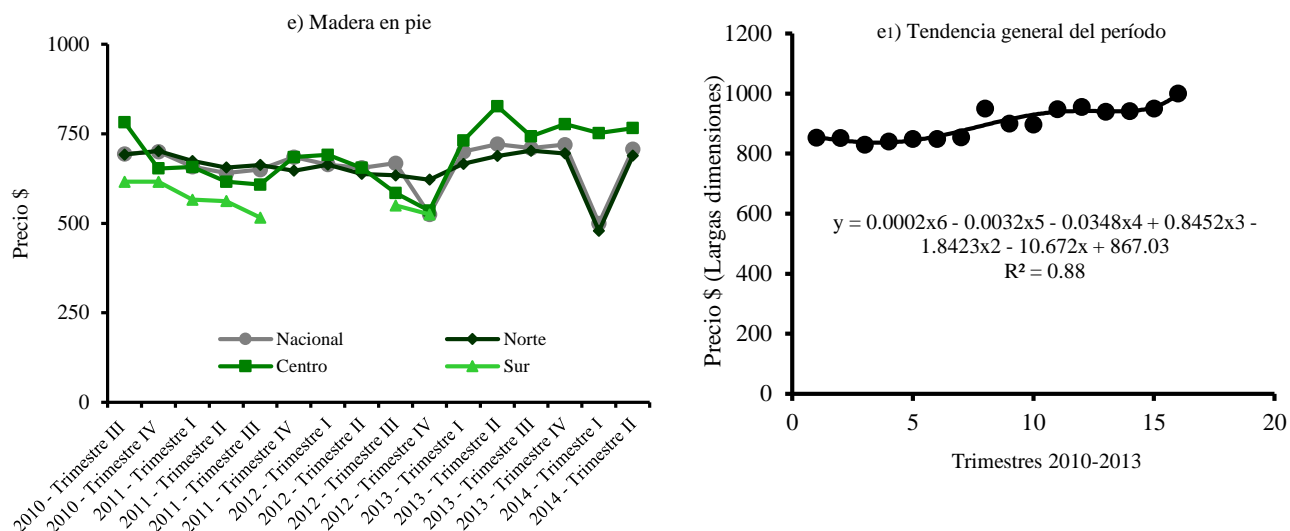 e) Madera en pie
1000
750
500
250
0
Precio $
Nacional
Norte
Centro
Sur
2010 - Trimestre III
2010 - Trimestre IV
2011 - Trimestre I
2011 - Trimestre II
2011 - Trimestre III
2011 - Trimestre IV
2012 - Trimestre I
2012 - Trimestre II
2012 - Trimestre III
2012 - Trimestre IV
2013 - Trimestre I
2013 - Trimestre II
2013 - Trimestre III
2013 - Trimestre IV
2014 - Trimestre I
2014 - Trimestre II
e1) Tendencia general del período
1200
1000
800
600
400
200
0
Precio $ (Largas dimensiones)
y = 0.0002x6 - 0.0032x5 - 0.0348x4 + 0.8452x3 -
1.8423x2 - 10.672x + 867.03
R² = 0.88
0
5
10
15
20
Trimestres 2010-2013